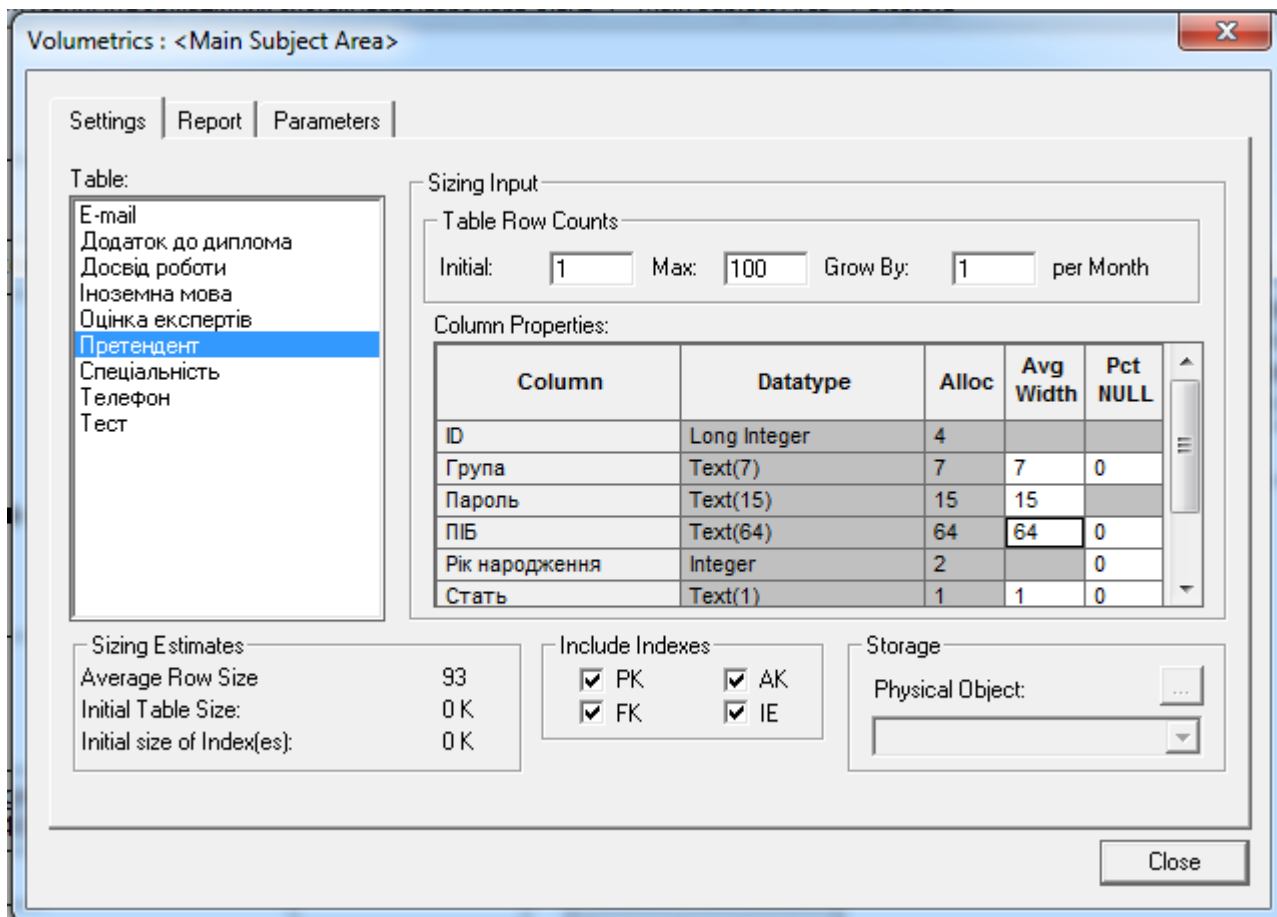 Volumetrics : <Main Subject Area>
Settings Report Parameters
Table:
E-mail
Додаток до диплома
Досвід роботи
Іноземна мова
Оцінка експертів
Претендент
Спеціальність
Телефон
Тест
Sizing Input
Table Row Counts
Initial: 1 Max: 100 Grow By: 1 per Month
Column Properties:
Column Datatype Alloc Avg Width Pct NULL
ID Long Integer 4
Група Text(7) 7 7 0
Пароль Text(15) 15 15
ПІБ Text(64) 64 64 0
Рік народження Integer 2 0
Стать Text(1) 1 1 0
Sizing Estimates
Average Row Size 93
Initial Table Size: 0 K
Initial size of Index(es): 0 K
Include Indexes
PK AK
FK IE
Storage
Physical Object: ...
Close